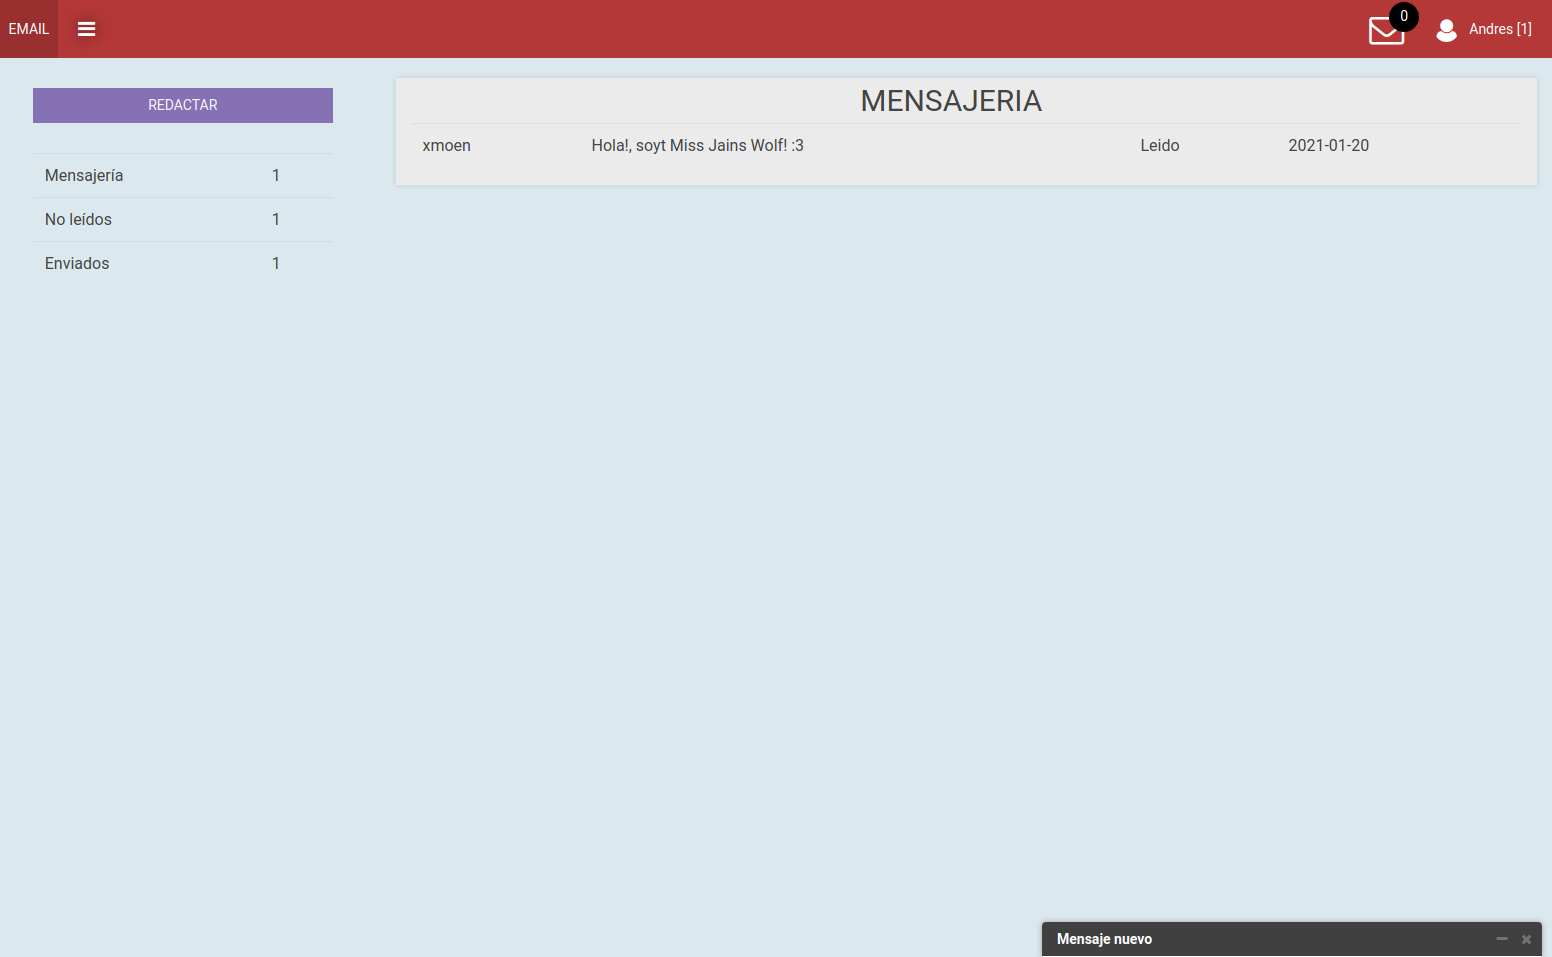 EMAIL
0
Andres [1]
REDACTAR
Mensajería 1
No leídos 1
Enviados 1
MENSAJERIA
xmoen Hola!, soyt Miss Jains Wolf! :3 Leido 2021-01-20
Mensaje nuevo